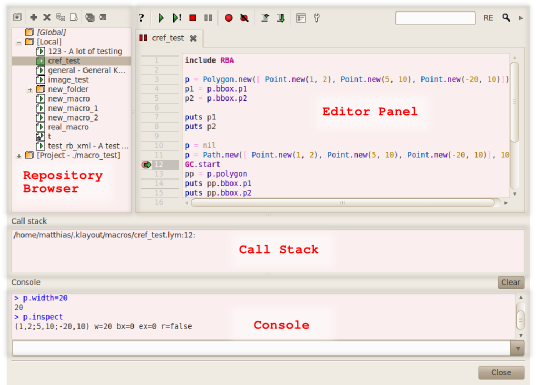 ?
RE
[Global]
[Local]
123 - A lot of testing
cref_test
general - General K...
image_test
new_folder
new_macro
new_macro_1
new_macro_2
real_macro
t
test_rb_xml - A test ...
[Project - ./macro_test]
Repository
Browser
cref_test
1 include RBA
2
3 p = Polygon.new([ Point.new(1, 2), Point.new(5, 10), Point.new(-20, 10)])
4 p1 = p.bbox.p1
5 p2 = p.bbox.p2
6
7 puts p1
8 puts p2
9
10 p = nil
11 p = Path.new([ Point.new(1, 2), Point.new(5, 10), Point.new(-20, 10)], 10
12 GC.start
13 pp = p.polygon
14 puts pp.bbox.p1
15 puts pp.bbox.p2
16
Editor Panel
Call stack
/home/matthias/.klayout/macros/cref_test.lym:12:
Call Stack
Console
Clear
> p.width=20
20
> p.inspect
(1,2;5,10;-20,10) w=20 bx=0 ex=0 r=false
Console
Close